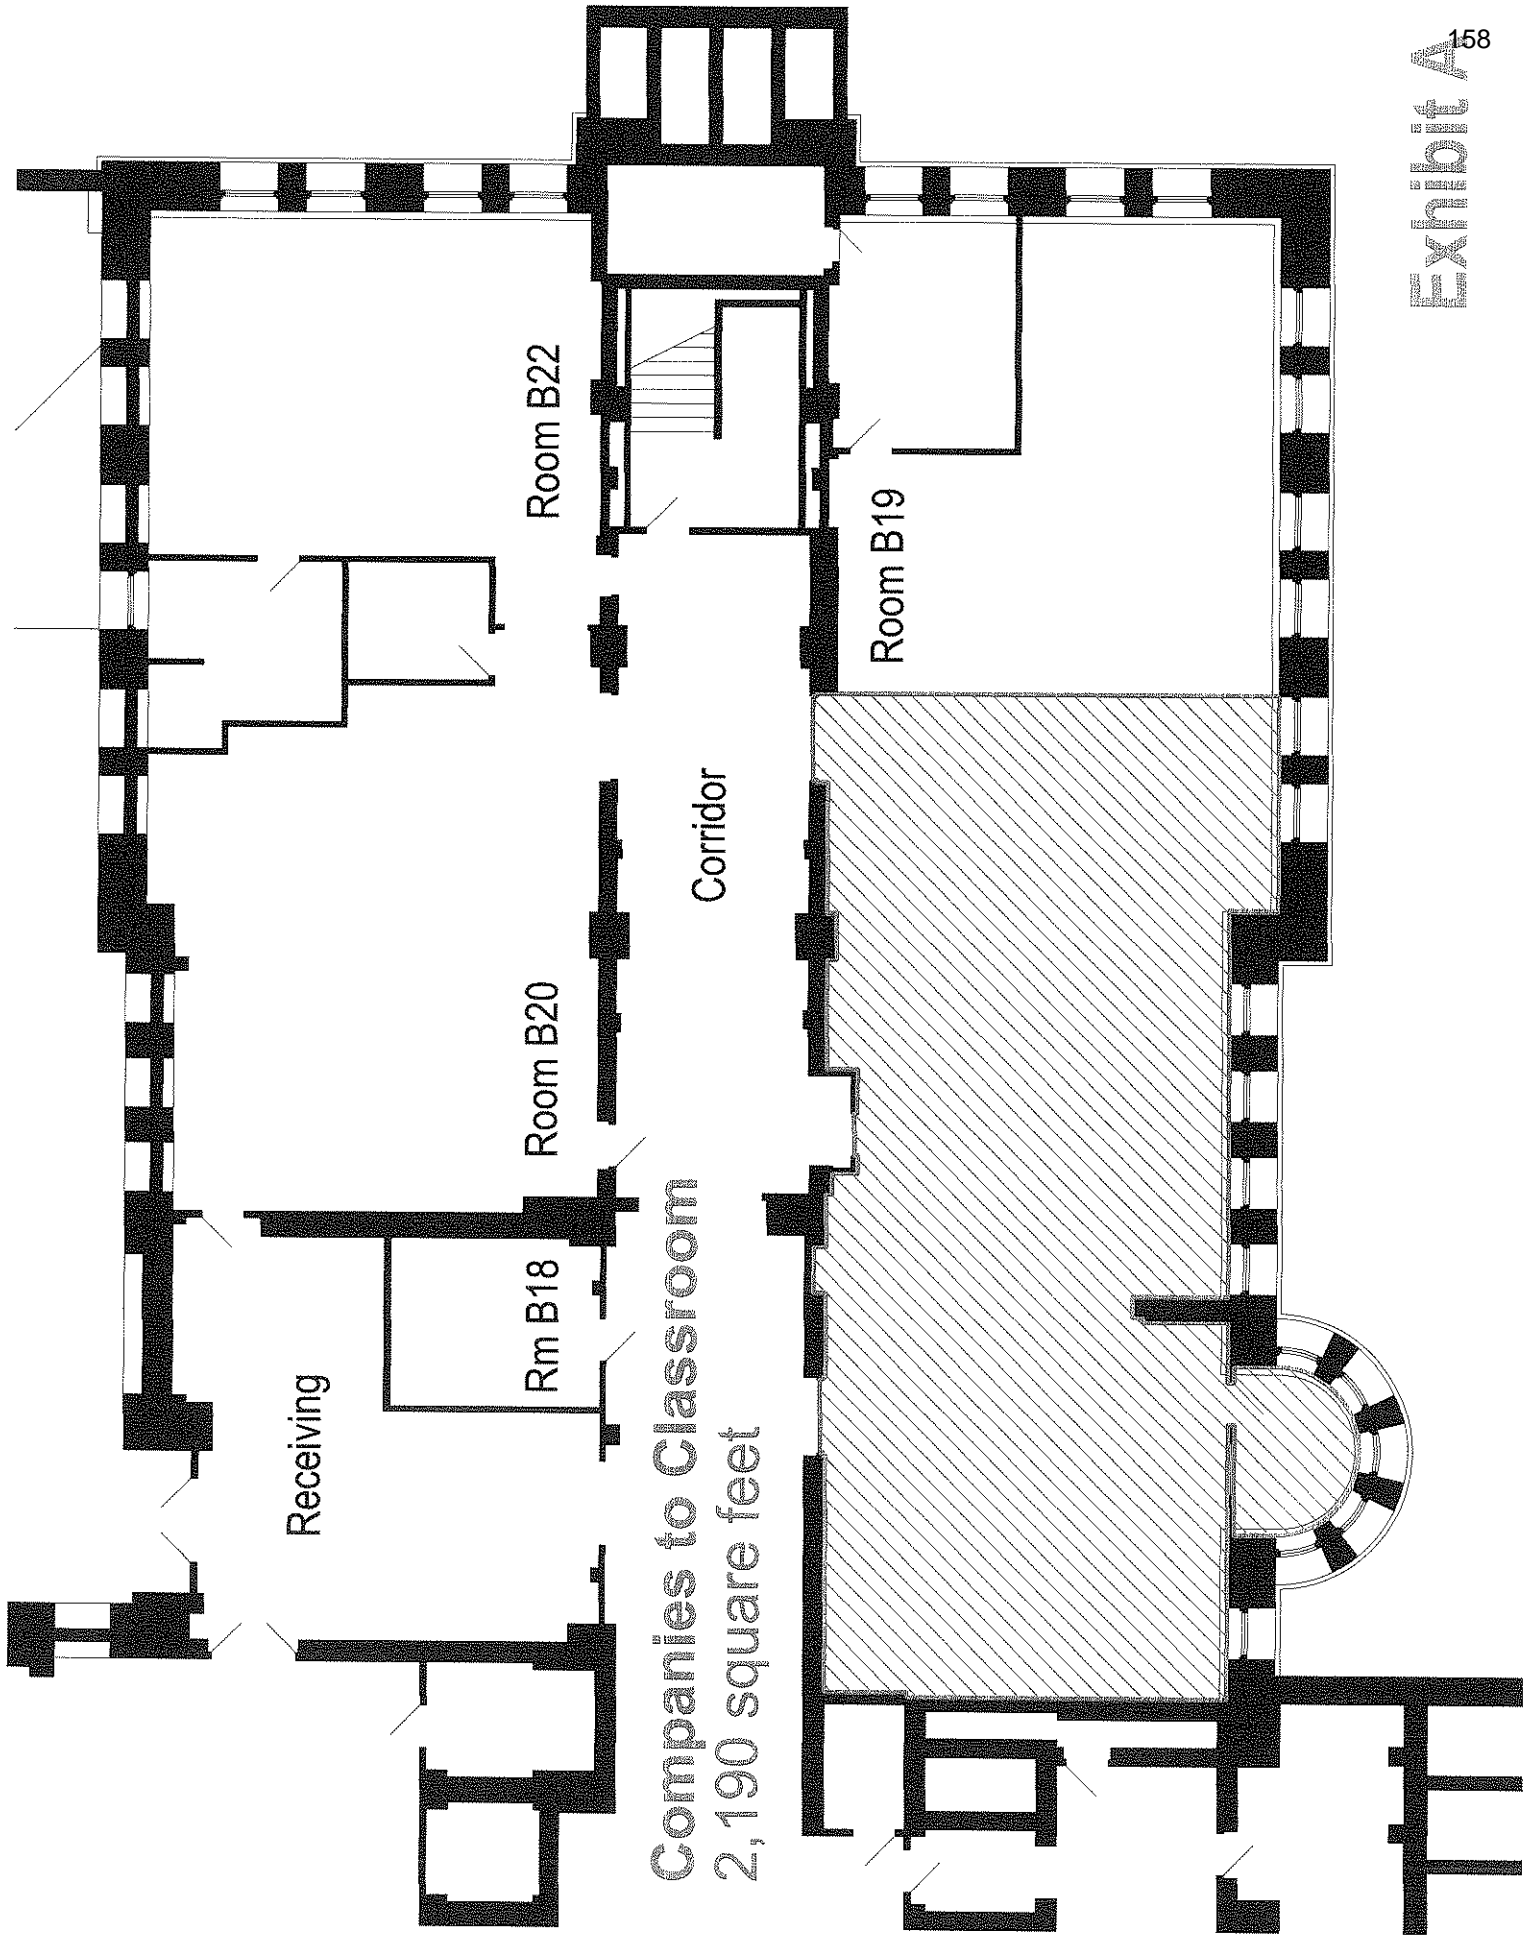 158
Exhibit A
Room B22
Room B19
Corridor
Room B20
Rm B18
Receiving
Companies to Classroom
2,190 square feet